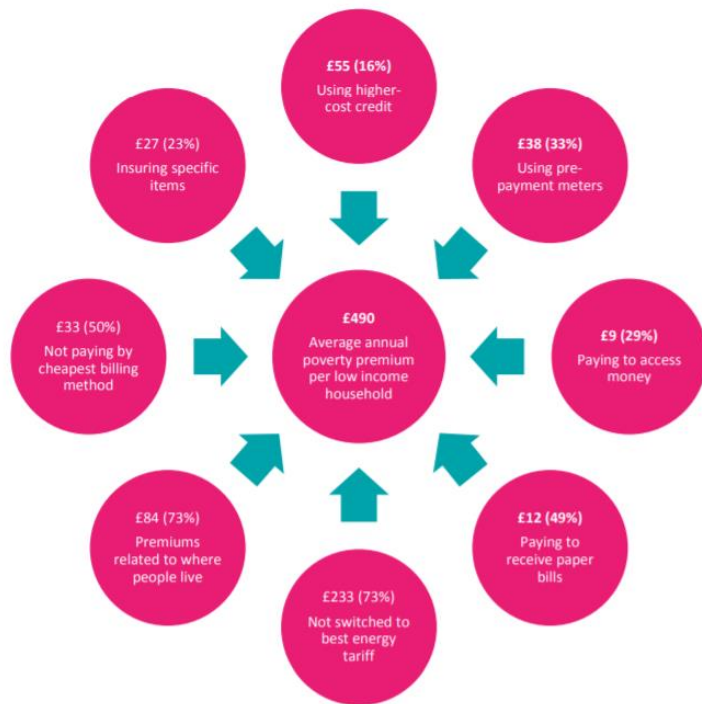 £55 (16%)
Using higher-
cost credit
£38 (33%)
Using pre-
payment meters
£9 (29%)
Paying to access
money
£12 (49%)
Paying to
receive paper
bills
£233 (73%)
Not switched to
best energy
tariff
£84 (73%)
Premiums
related to where
people live
£33 (50%)
Not paying by
cheapest billing
method
£27 (23%)
Insuring specific
items
£490
Average annual
poverty premium
per low income
household